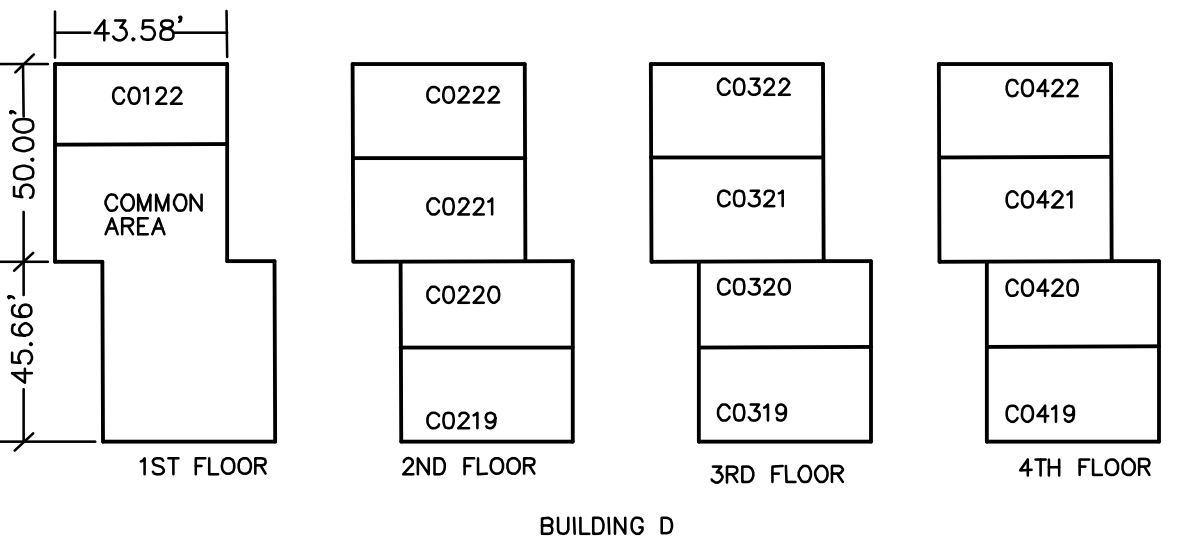 43.58'
50.00'
45.66'
C0122
COMMON
AREA
1ST FLOOR
C0222
C0221
C0220
C0219
2ND FLOOR
C0322
C0321
C0320
C0319
3RD FLOOR
C0422
C0421
C0420
C0419
4TH FLOOR
BUILDING D